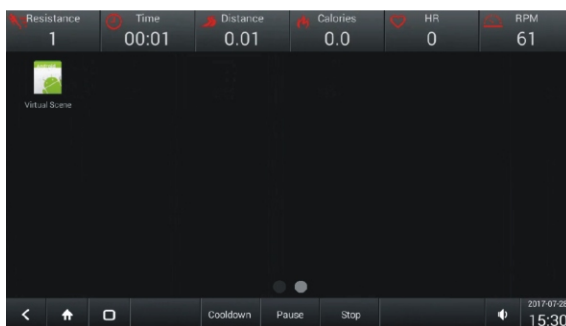 Resistance
1
Time
00:01
Distance
0.01
Calories
0.0
HR
0
RPM
61
Virtual Scene
Cooldown
Pause
Stop
2017-07-28
15:30